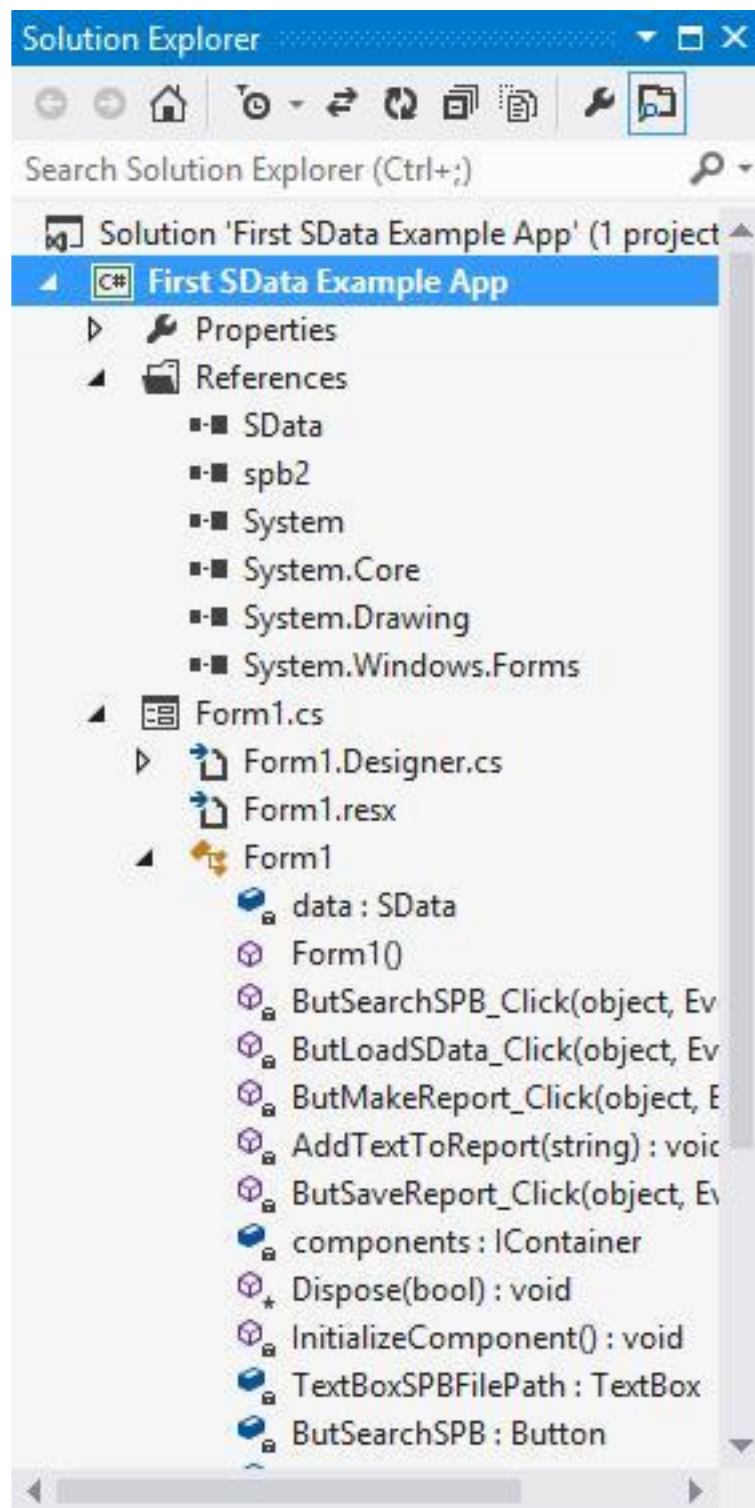 Solution Explorer
Search Solution Explorer (Ctrl+;)
Solution 'First SData Example App' (1 project
C# First SData Example App
Properties
References
SData
spb2
System
System.Core
System.Drawing
System.Windows.Forms
Form1.cs
Form1.Designer.cs
Form1.resx
Form1
data : SData
Form1()
ButSearchSPB_Click(object, Ev
ButLoadSData_Click(object, Ev
ButMakeReport_Click(object, E
AddTextToReport(string) : voic
ButSaveReport_Click(object, Ev
components : IContainer
Dispose(bool) : void
InitializeComponent() : void
TextBoxSPBFilePath : TextBox
ButSearchSPB : Button